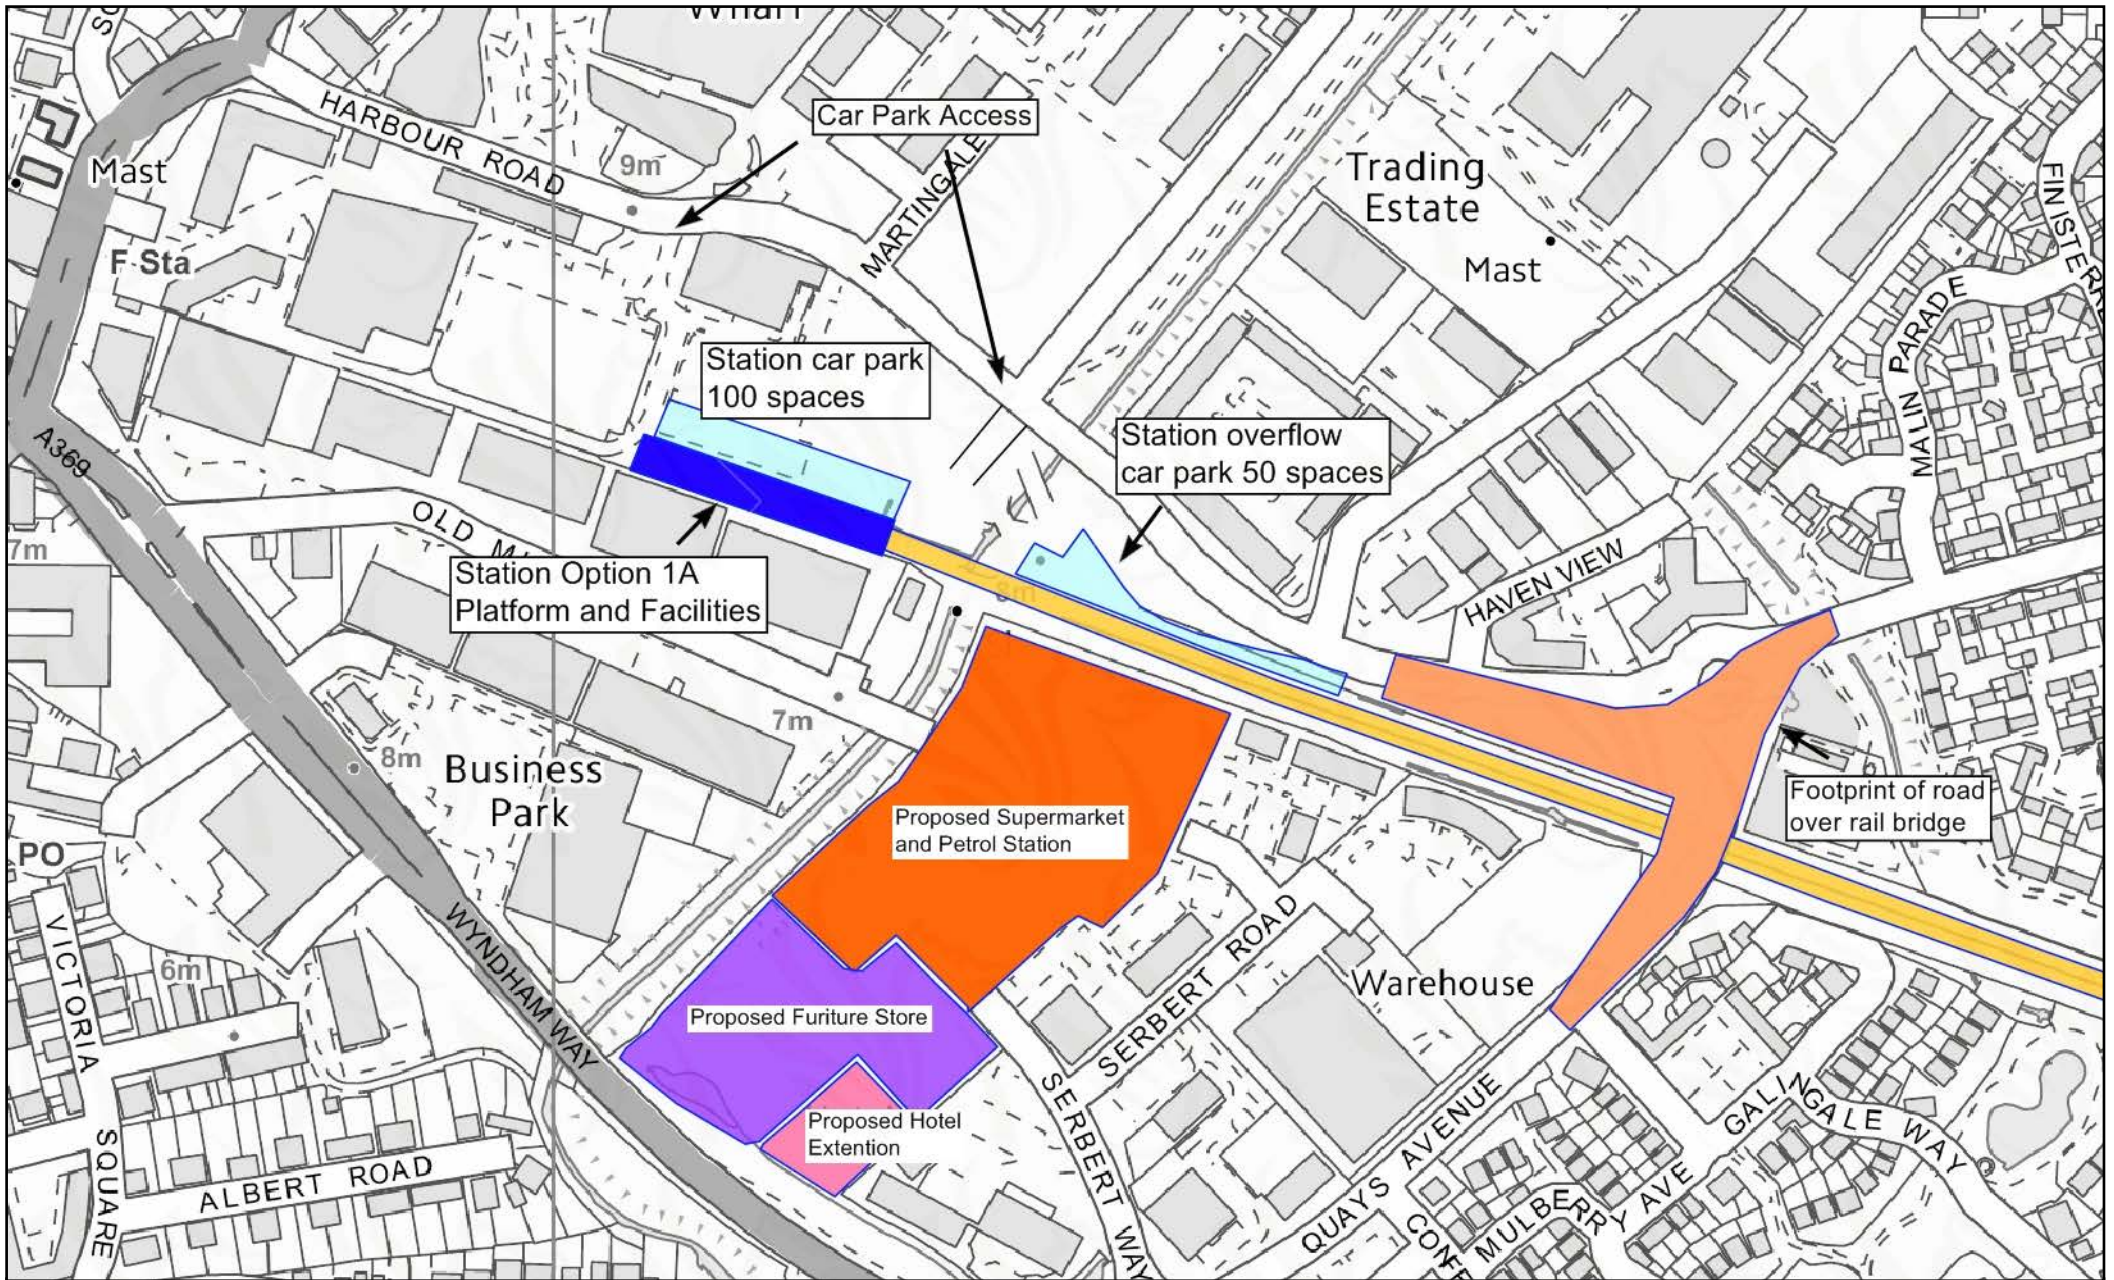 HARBOUR ROAD
9m
Car Park Access
MARTINGALE
Mast
F Sta
Trading
Estate
Mast
FINISTERRE
MALIN PARADE
Station car park
100 spaces
Station overflow
car park 50 spaces
A369
OLD
7m
Station Option 1A
Platform and Facilities
8m
HAVEN VIEW
7m
8m
Business
Park
Proposed Supermarket
and Petrol Station
Footprint of road
over rail bridge
PO
VICTORIA
SQUARE
6m
WYNDHAM WAY
Proposed Furiture Store
SERBERT ROAD
Warehouse
Proposed Hotel
Extention
SERBERT WAY
ALBERT ROAD
QUAYS AVENUE
MULBERRY AVE
GALINGALE WAY